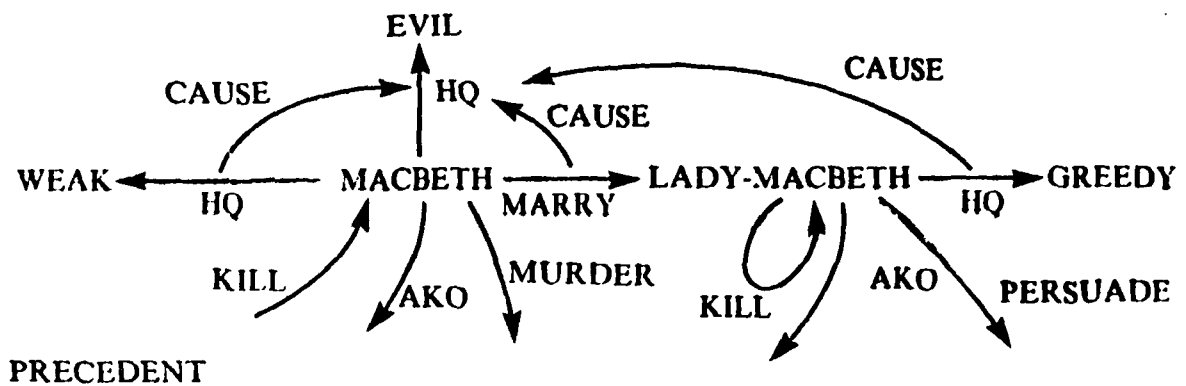 EVIL
CAUSE
CAUSE HQ
CAUSE
WEAK MACBETH LADY-MACBETH GREEDY
HQ MARRY HQ
KILL AKO MURDER KILL AKO PERSUADE
PRECEDENT